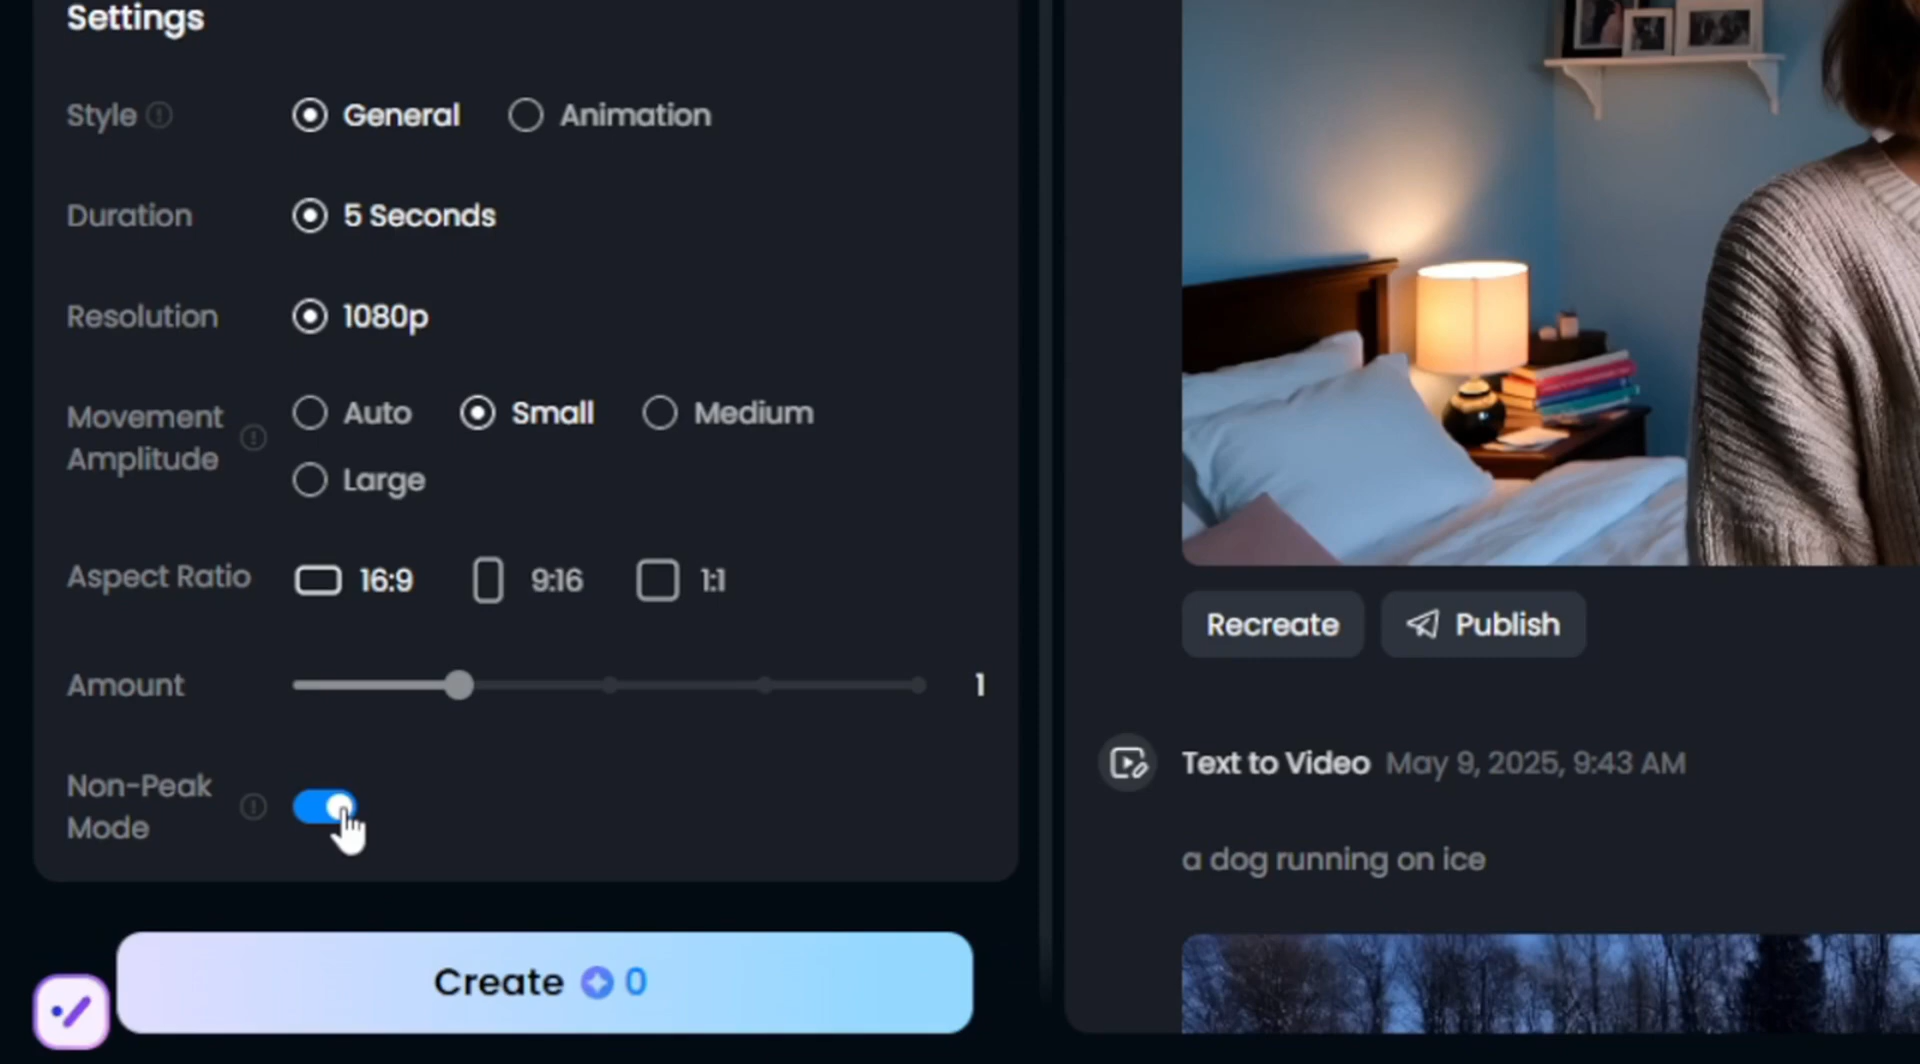 Settings
Style General Animation
Duration 5 Seconds
Resolution 1080p
Movement Amplitude Auto Small Medium
Large
Aspect Ratio 16:9 9:16 1:1
Amount 1
Non-Peak
Mode
Create 0
Recreate Publish
Text to Video May 9, 2025, 9:43 AM
a dog running on ice